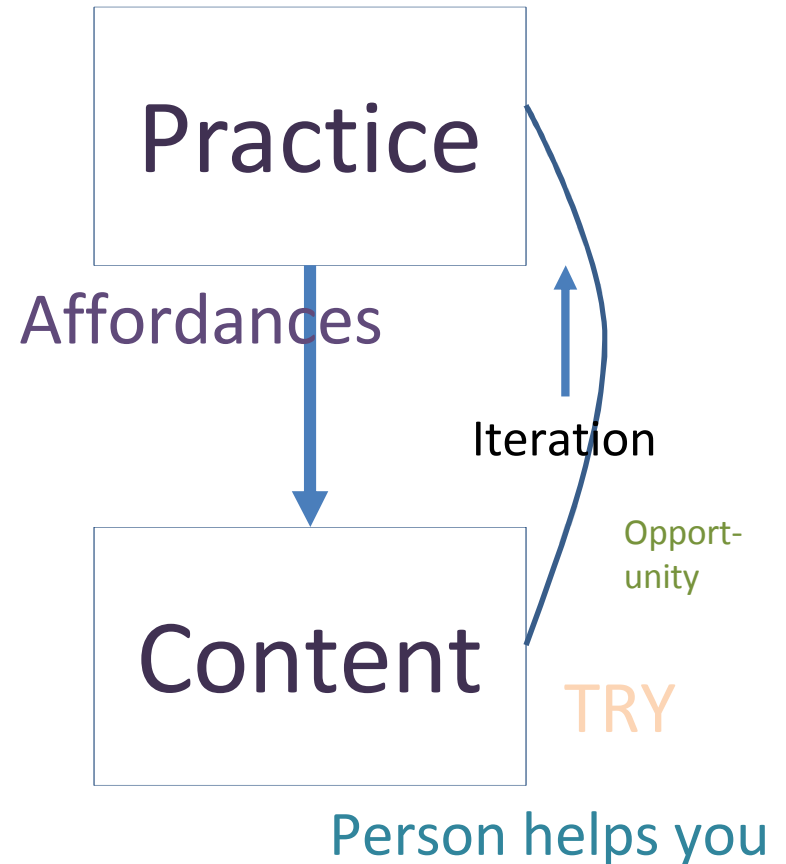 Practice
Affordances
Iteration
Opport-
unity
Content
TRY
Person helps you